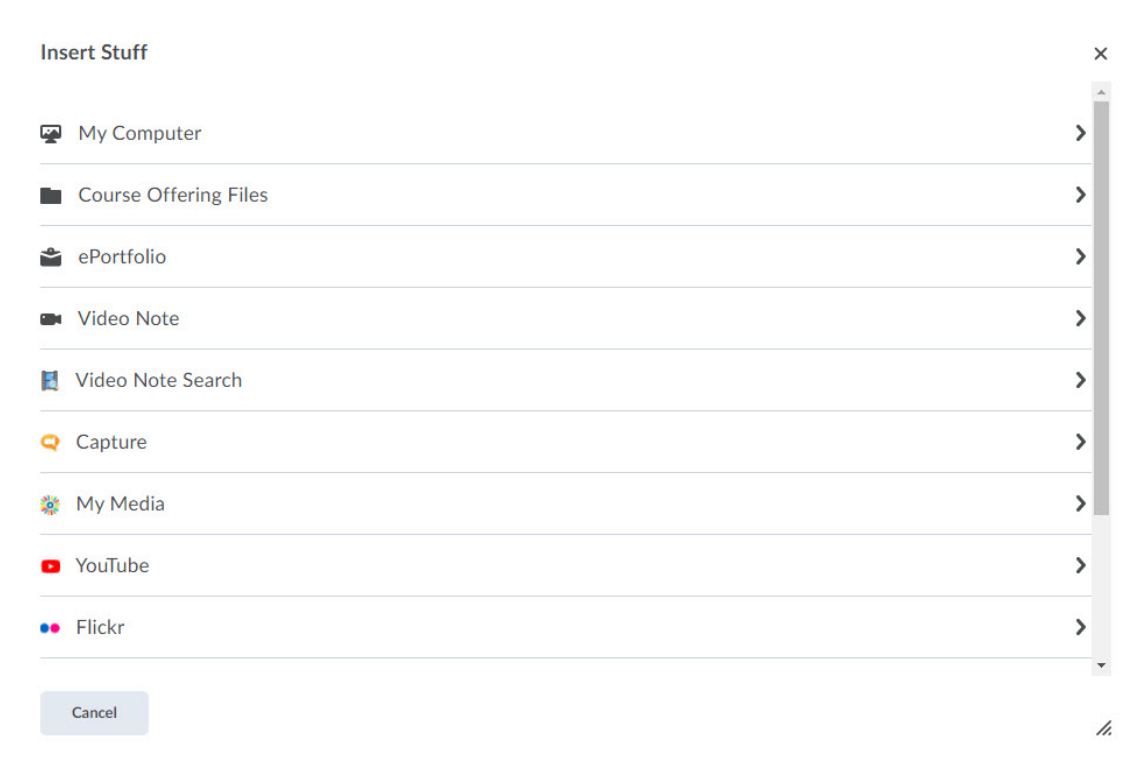 Insert Stuff
My Computer
Course Offering Files
ePortfolio
Video Note
Video Note Search
Capture
My Media
YouTube
Flickr
Cancel